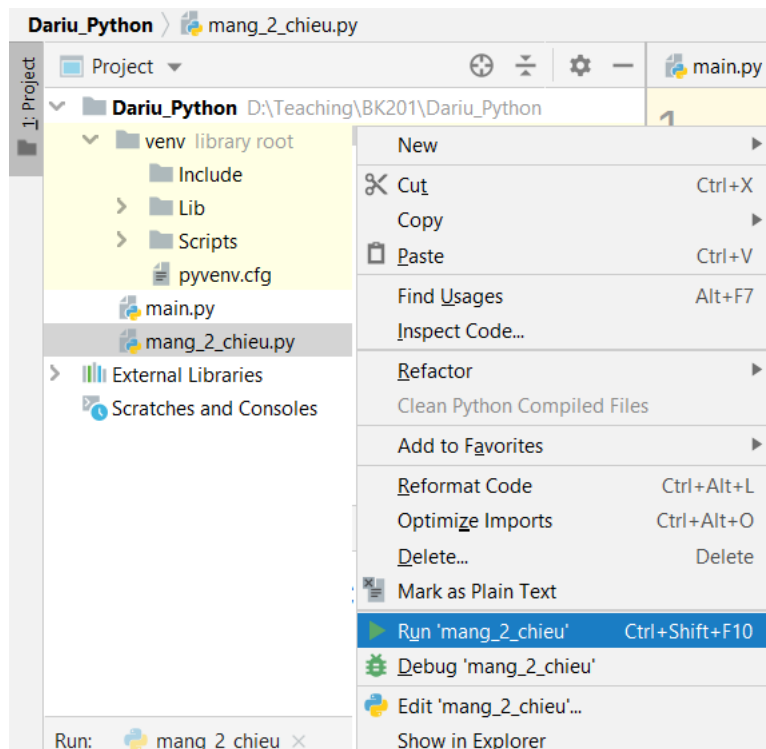 Dariu_Python mang_2_chieu.py
1: Project
Project
main.py
Dariu_Python D:\Teaching\BK201\Dariu_Python
1
venv library root
Include
Lib
Scripts
pyvenv.cfg
main.py
mang_2_chieu.py
External Libraries
Scratches and Consoles
New
Cut Ctrl+X
Copy
Paste Ctrl+V
Find Usages Alt+F7
Inspect Code...
Refactor
Clean Python Compiled Files
Add to Favorites
Reformat Code Ctrl+Alt+L
Optimize Imports Ctrl+Alt+O
Delete... Delete
Mark as Plain Text
Run 'mang_2_chieu' Ctrl+Shift+F10
Debug 'mang_2_chieu'
Edit 'mang_2_chieu'...
Show in Explorer
Run: mang_2_chieu